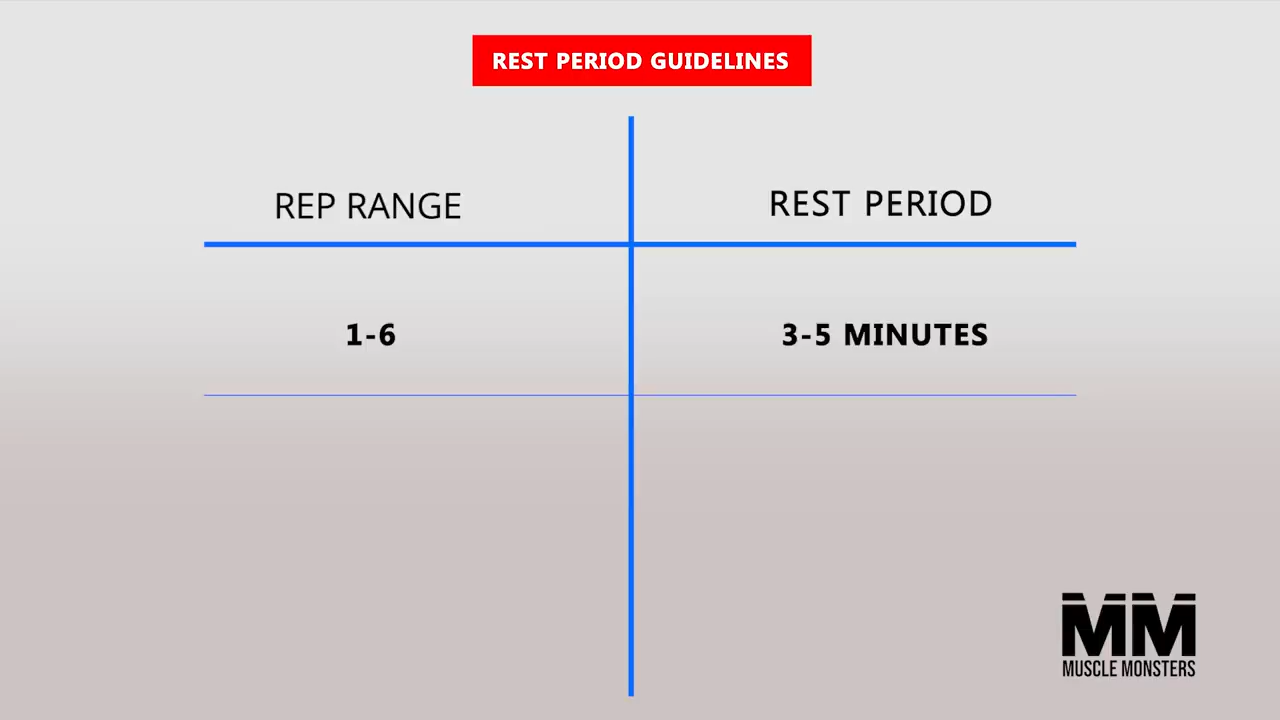 REST PERIOD GUIDELINES
REP RANGE
REST PERIOD
1-6
3-5 MINUTES
MM
MUSCLE MONSTERS